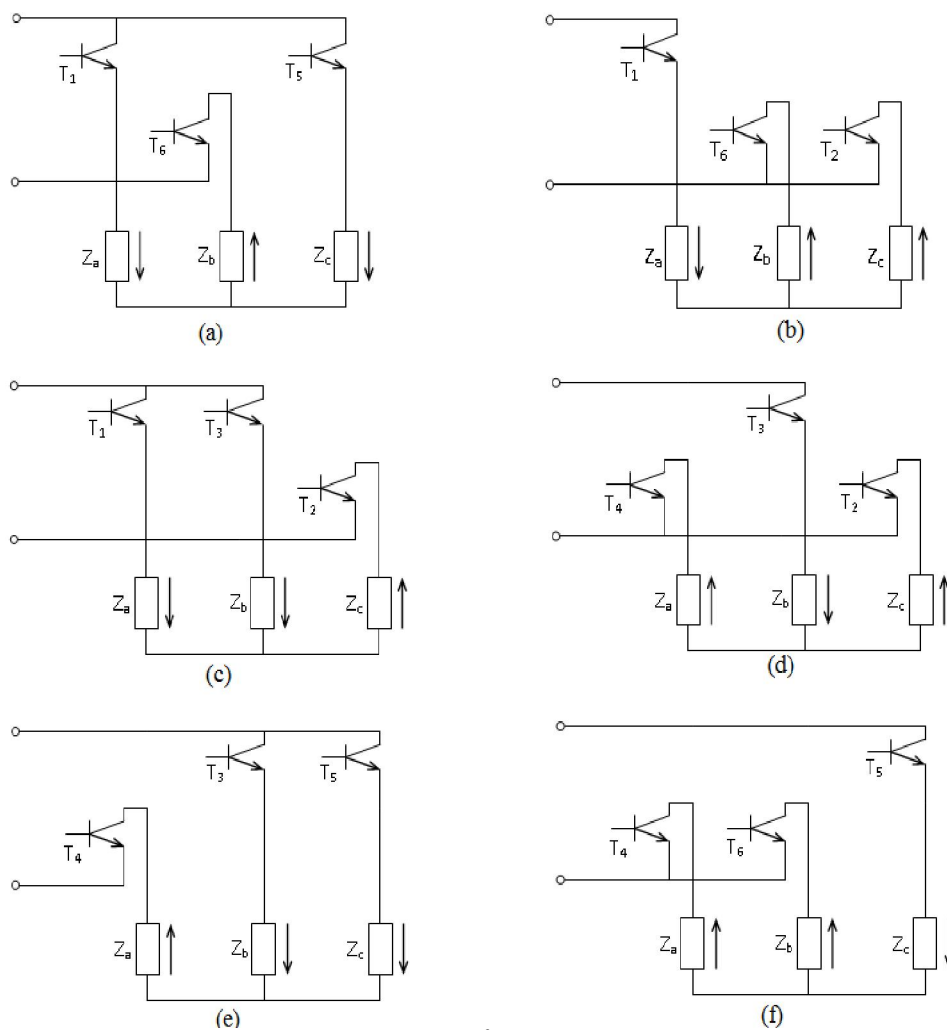 T1 T5
T6
Za Zb Zc
(a)
T1
T6 T2
Za Zb Zc
(b)
T1 T3
T2
Za Zb Zc
(c)
T3
T4 T2
Za Zb Zc
(d)
T3 T5
T4
Za Zb Zc
(e)
T5
T4 T6
Za Zb Zc
(f)